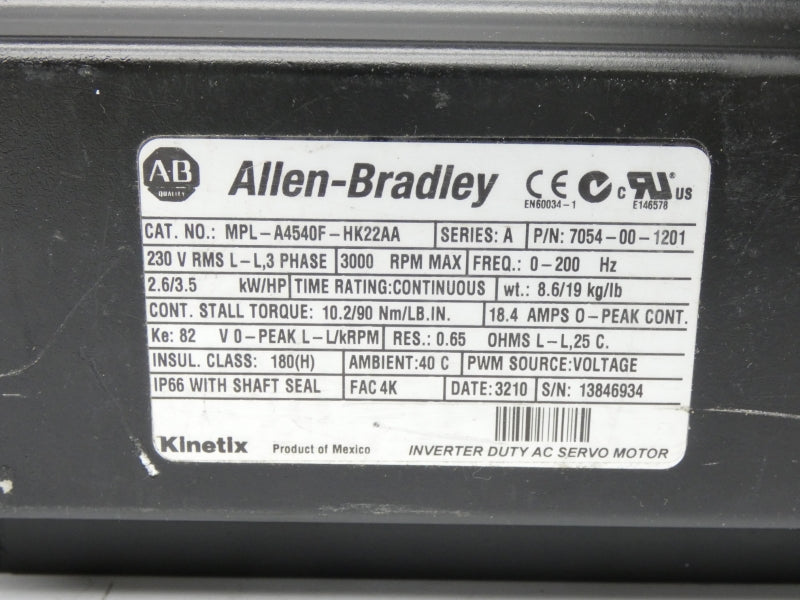 AB QUALITY Allen-Bradley CE c RU® US
EN60034-1 E146578
CAT. NO.: MPL-A4540F-HK22AA SERIES: A P/N: 7054-00-1201
230 V RMS L-L,3 PHASE 3000 RPM MAX FREQ.: 0-200 Hz
2.6/3.5 kW/HP TIME RATING:CONTINUOUS wt.: 8.6/19 kg/lb
CONT. STALL TORQUE: 10.2/90 Nm/LB.IN. 18.4 AMPS 0-PEAK CONT.
Ke: 82 V 0-PEAK L-L/kRPM RES.: 0.65 OHMS L-L,25 C.
INSUL. CLASS: 180(H) AMBIENT:40 C PWM SOURCE:VOLTAGE
IP66 WITH SHAFT SEAL FAC 4K DATE: 3210 S/N: 13846934
Kinetix Product of Mexico INVERTER DUTY AC SERVO MOTOR